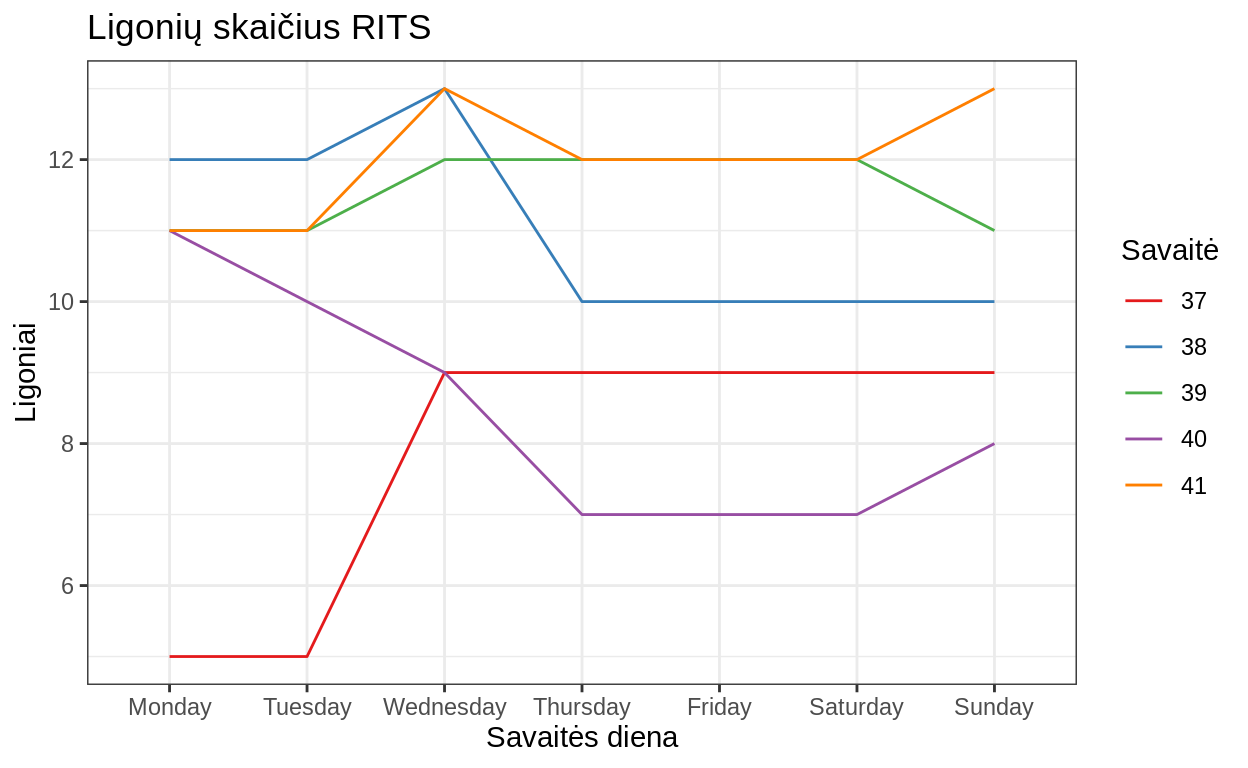 Ligonių skaičius RITS
Ligoniai
12
10
8
6
Monday Tuesday Wednesday Thursday Friday Saturday Sunday
Savaitės diena
Savaitė
37
38
39
40
41